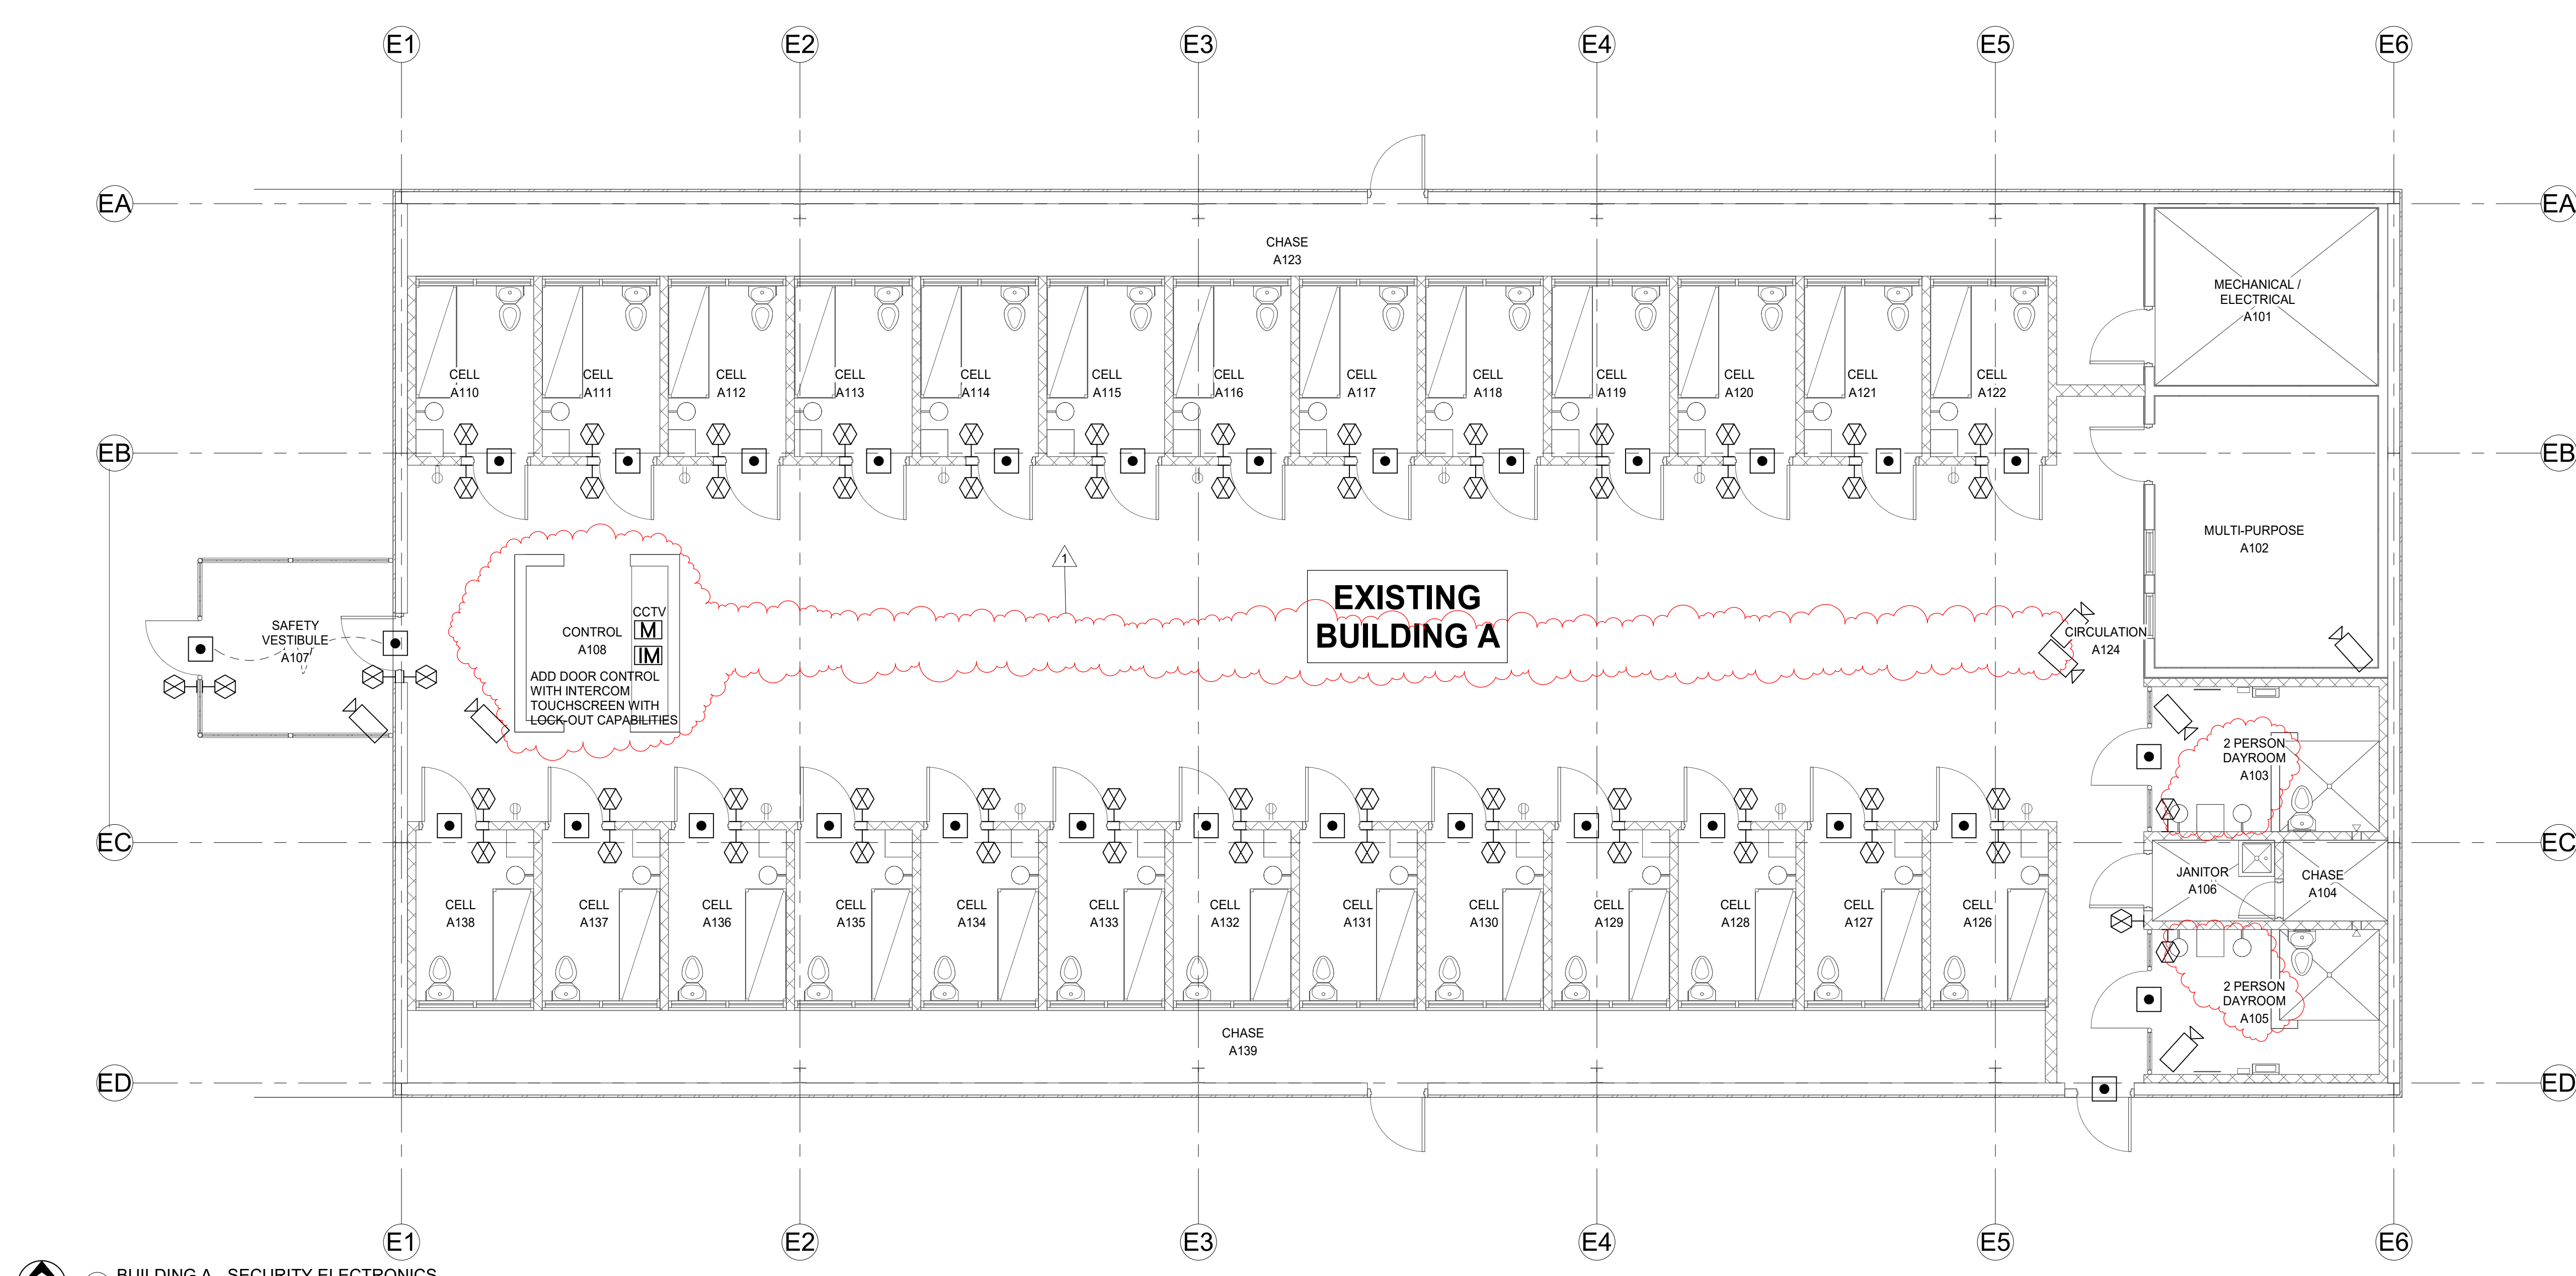 E1
E2
E3
E4
E5
E6
EA
EA
CHASE
A123
MECHANICAL /
ELECTRICAL
A101
CELL
A110
CELL
A111
CELL
A112
CELL
A113
CELL
A114
CELL
A115
CELL
A116
CELL
A117
CELL
A118
CELL
A119
CELL
A120
CELL
A121
CELL
A122
EB
EB
MULTI-PURPOSE
A102
1
EXISTING
BUILDING A
SAFETY
VESTIBULE
A107
CONTROL
A108
CCTV
M
IM
ADD DOOR CONTROL
WITH INTERCOM
TOUCHSCREEN WITH
LOCK-OUT CAPABILITIES
CIRCULATION
A124
2 PERSON
DAYROOM
A103
EC
EC
JANITOR
A106
CHASE
A104
CELL
A138
CELL
A137
CELL
A136
CELL
A135
CELL
A134
CELL
A133
CELL
A132
CELL
A131
CELL
A130
CELL
A129
CELL
A128
CELL
A127
CELL
A126
2 PERSON
DAYROOM
A105
CHASE
A139
ED
ED
E1
E2
E3
E4
E5
E6
BUILDING A - SECURITY ELECTRONICS